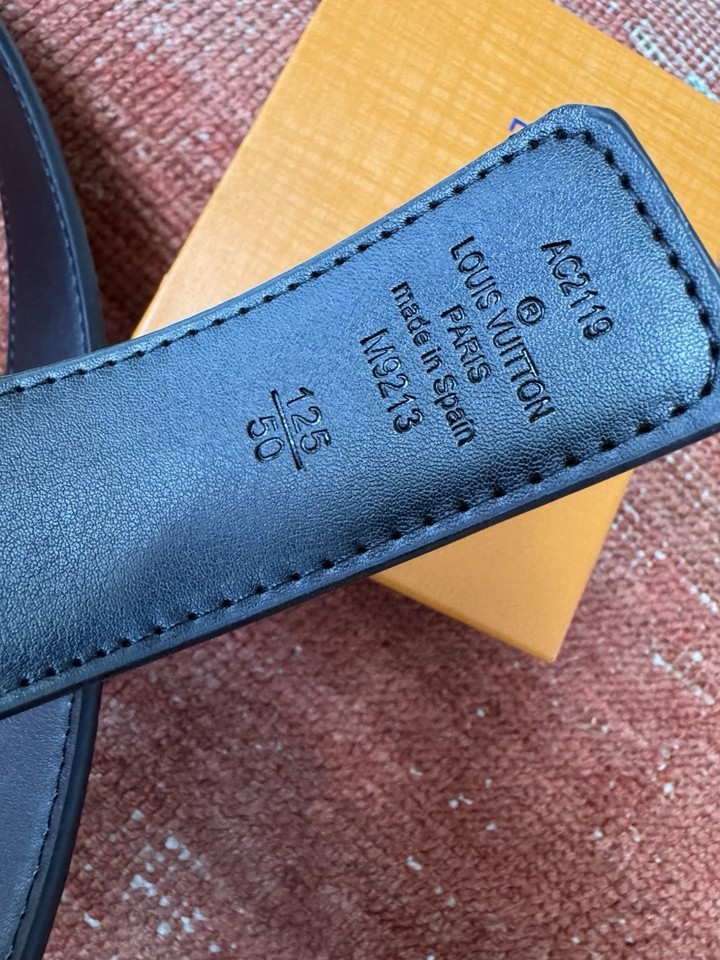 AC2119
®
LOUIS VUITTON
PARIS
made in Spain
M9213
125
50